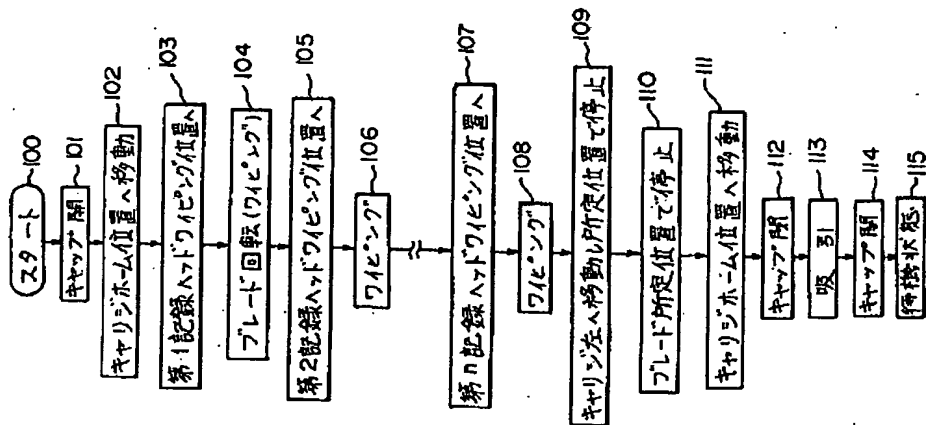 スタート 100
キャップ開 101
キャリジホーム位置へ移動 102
第1記録ヘッドワイピング位置へ 103
ブレード回転(ワイピング) 104
第2記録ヘッドワイピング位置へ 105
ワイピング 106
第n記録ヘッドワイピング位置へ 107
ワイピング 108
キャリジ左へ移動し所定位置で停止 109
ブレード所定位置で停止 110
キャリジホーム位置へ移動 111
キャップ閉 112
吸引 113
キャップ開 114
待機状態 115